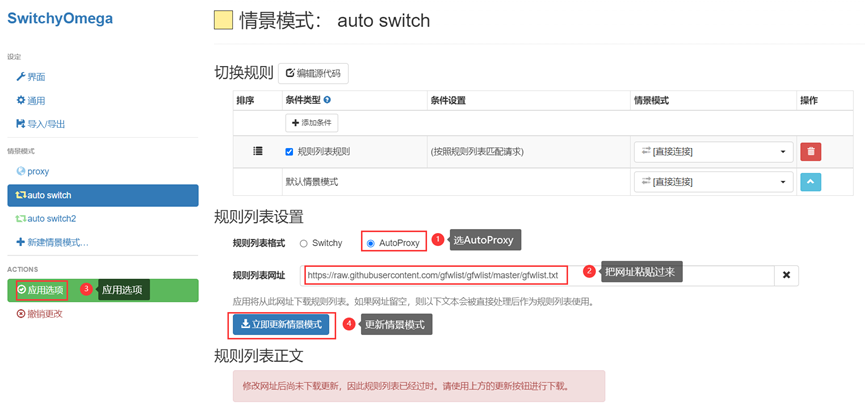 SwitchyOmega
设定
界面
通用
导入/导出
情景模式
proxy
auto switch
auto switch2
新建情景模式…
ACTIONS
应用选项 3 应用选项
撤销更改
情景模式： auto switch
切换规则 编辑源代码
排序 条件类型 条件设置 情景模式 操作
添加条件
规则列表规则 (按照规则列表匹配请求) [直接连接]
默认情景模式 [直接连接]
规则列表设置
规则列表格式 Switchy AutoProxy 1 选AutoProxy
规则列表网址 https://raw.githubusercontent.com/gfwlist/gfwlist/master/gfwlist.txt 2 把网址粘贴过来
应用将从此网址下载规则列表。如果网址留空，则以下文本会被直接处理后作为规则列表使用。
立即更新情景模式 4 更新情景模式
规则列表正文
修改网址后尚未下载更新，因此规则列表已经过时。请使用上方的更新按钮进行下载。